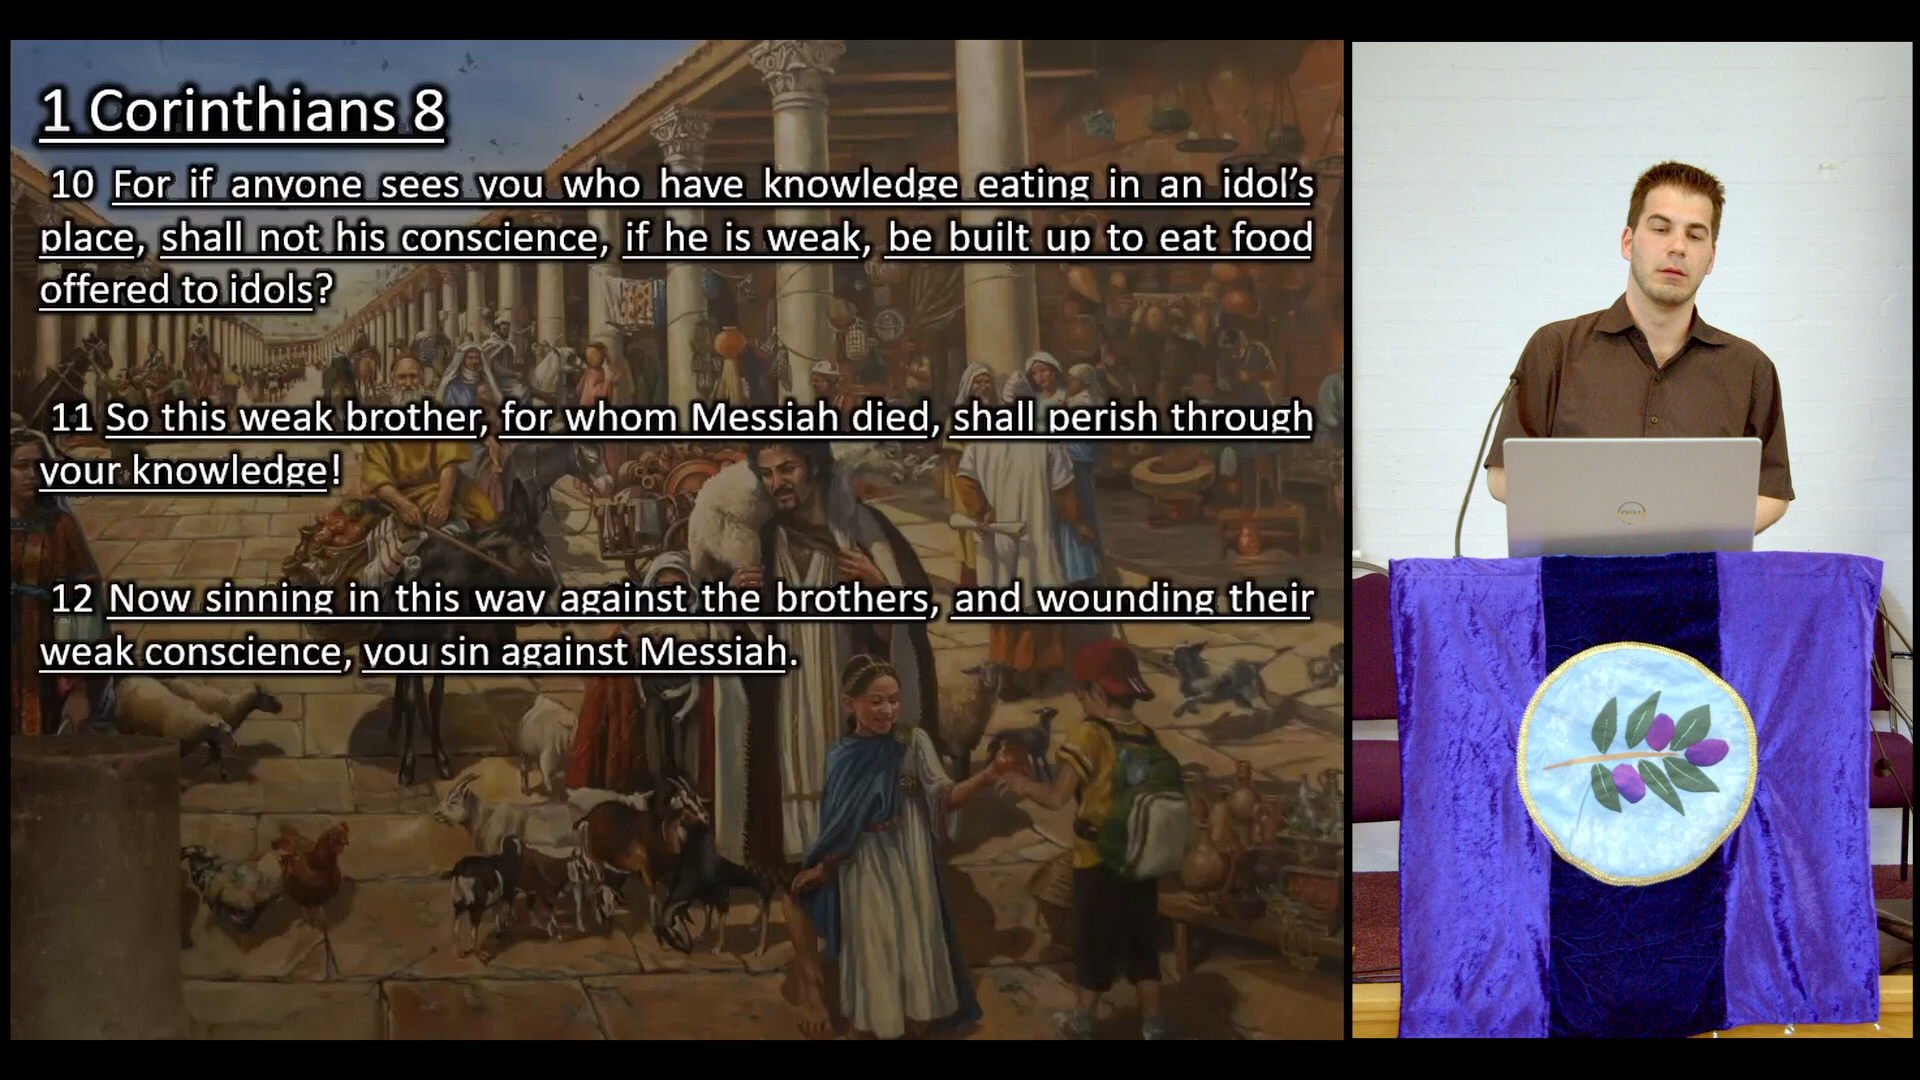 1 Corinthians 8
10 For if anyone sees you who have knowledge eating in an idol’s
place, shall not his conscience, if he is weak, be built up to eat food
offered to idols?
11 So this weak brother, for whom Messiah died, shall perish through
your knowledge!
12 Now sinning in this way against the brothers, and wounding their
weak conscience, you sin against Messiah.
DELL